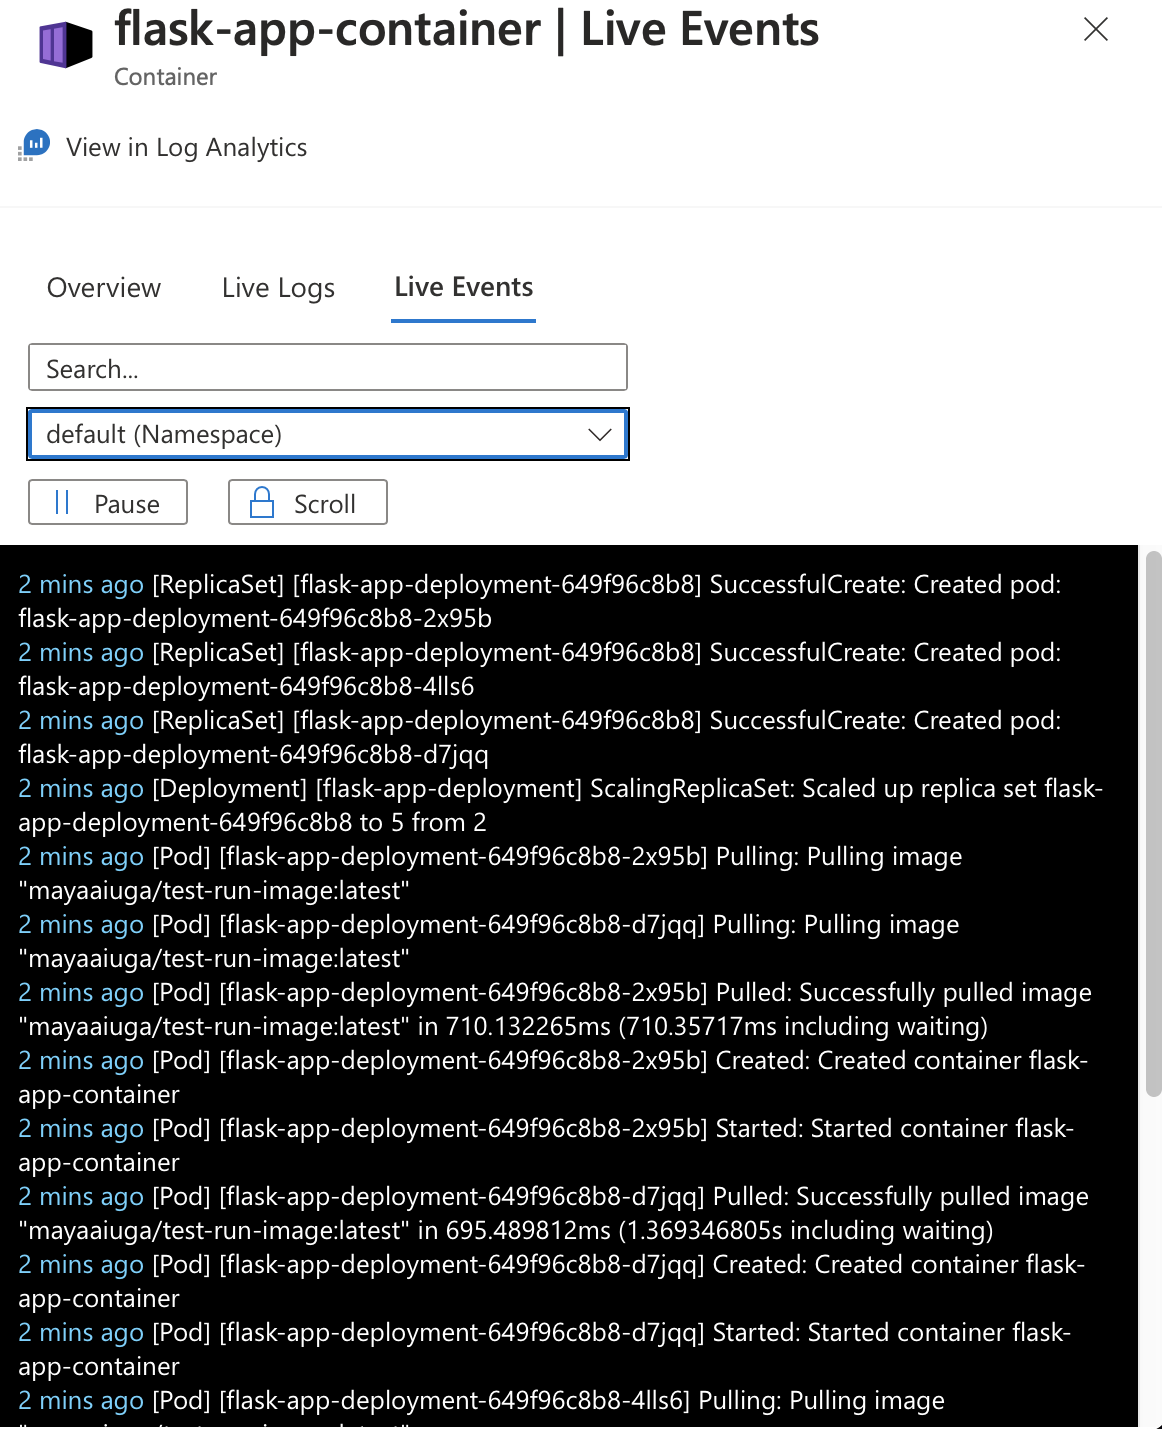 flask-app-container | Live Events
Container
View in Log Analytics
Overview Live Logs Live Events
Search...
default (Namespace)
Pause Scroll
2 mins ago [ReplicaSet] [flask-app-deployment-649f96c8b8] SuccessfulCreate: Created pod:
flask-app-deployment-649f96c8b8-2x95b
2 mins ago [ReplicaSet] [flask-app-deployment-649f96c8b8] SuccessfulCreate: Created pod:
flask-app-deployment-649f96c8b8-4lls6
2 mins ago [ReplicaSet] [flask-app-deployment-649f96c8b8] SuccessfulCreate: Created pod:
flask-app-deployment-649f96c8b8-d7jqq
2 mins ago [Deployment] [flask-app-deployment] ScalingReplicaSet: Scaled up replica set flask-
app-deployment-649f96c8b8 to 5 from 2
2 mins ago [Pod] [flask-app-deployment-649f96c8b8-2x95b] Pulling: Pulling image
"mayaaiuga/test-run-image:latest"
2 mins ago [Pod] [flask-app-deployment-649f96c8b8-d7jqq] Pulling: Pulling image
"mayaaiuga/test-run-image:latest"
2 mins ago [Pod] [flask-app-deployment-649f96c8b8-2x95b] Pulled: Successfully pulled image
"mayaaiuga/test-run-image:latest" in 710.132265ms (710.35717ms including waiting)
2 mins ago [Pod] [flask-app-deployment-649f96c8b8-2x95b] Created: Created container flask-
app-container
2 mins ago [Pod] [flask-app-deployment-649f96c8b8-2x95b] Started: Started container flask-
app-container
2 mins ago [Pod] [flask-app-deployment-649f96c8b8-d7jqq] Pulled: Successfully pulled image
"mayaaiuga/test-run-image:latest" in 695.489812ms (1.369346805s including waiting)
2 mins ago [Pod] [flask-app-deployment-649f96c8b8-d7jqq] Created: Created container flask-
app-container
2 mins ago [Pod] [flask-app-deployment-649f96c8b8-d7jqq] Started: Started container flask-
app-container
2 mins ago [Pod] [flask-app-deployment-649f96c8b8-4lls6] Pulling: Pulling image